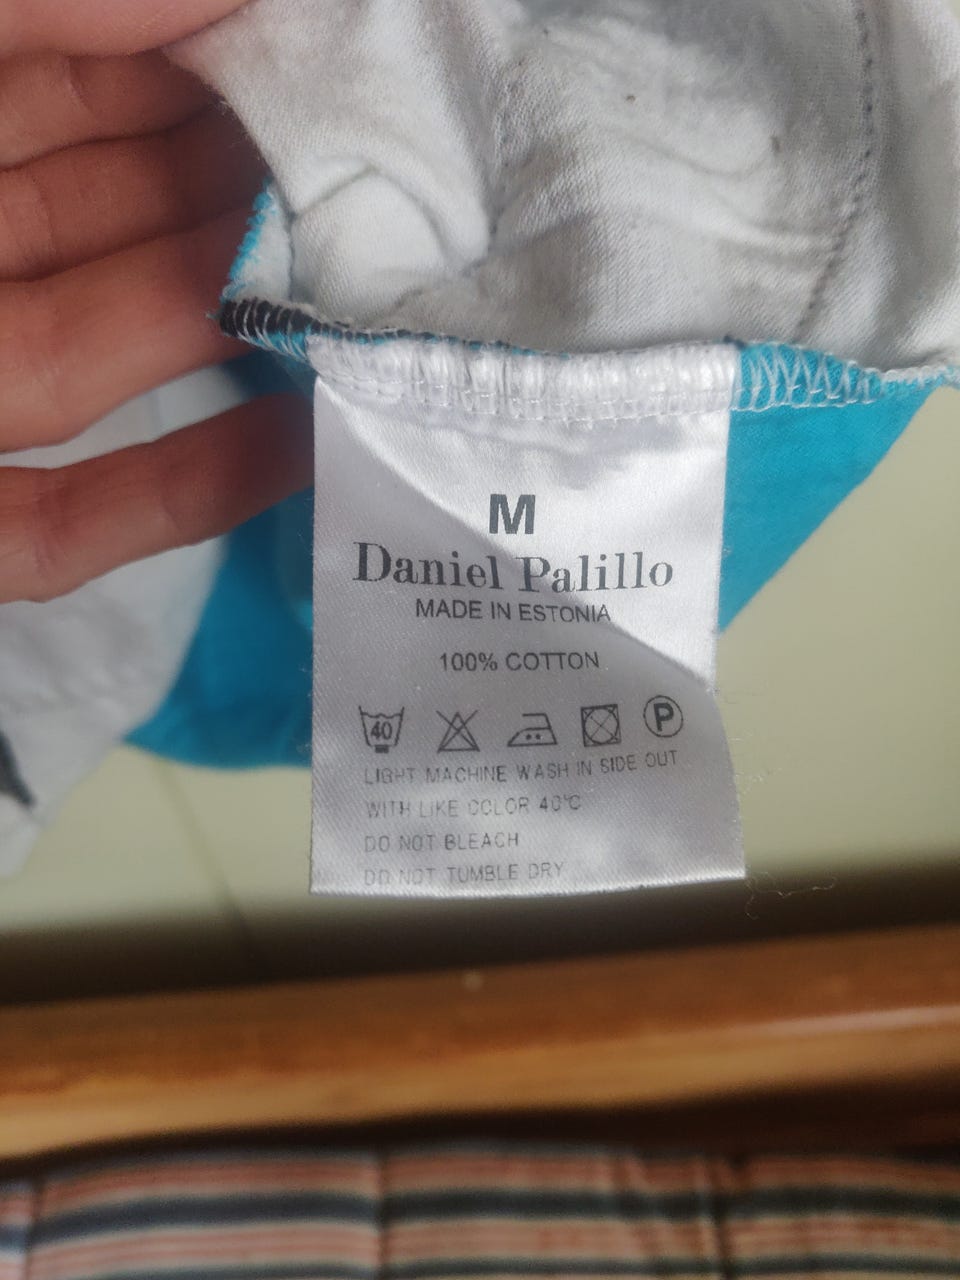 M
Daniel Palillo
MADE IN ESTONIA
100% COTTON
40 P
LIGHT MACHINE WASH IN SIDE OUT
WITH LIKE COLOR 40°C
DO NOT BLEACH
DO NOT TUMBLE DRY